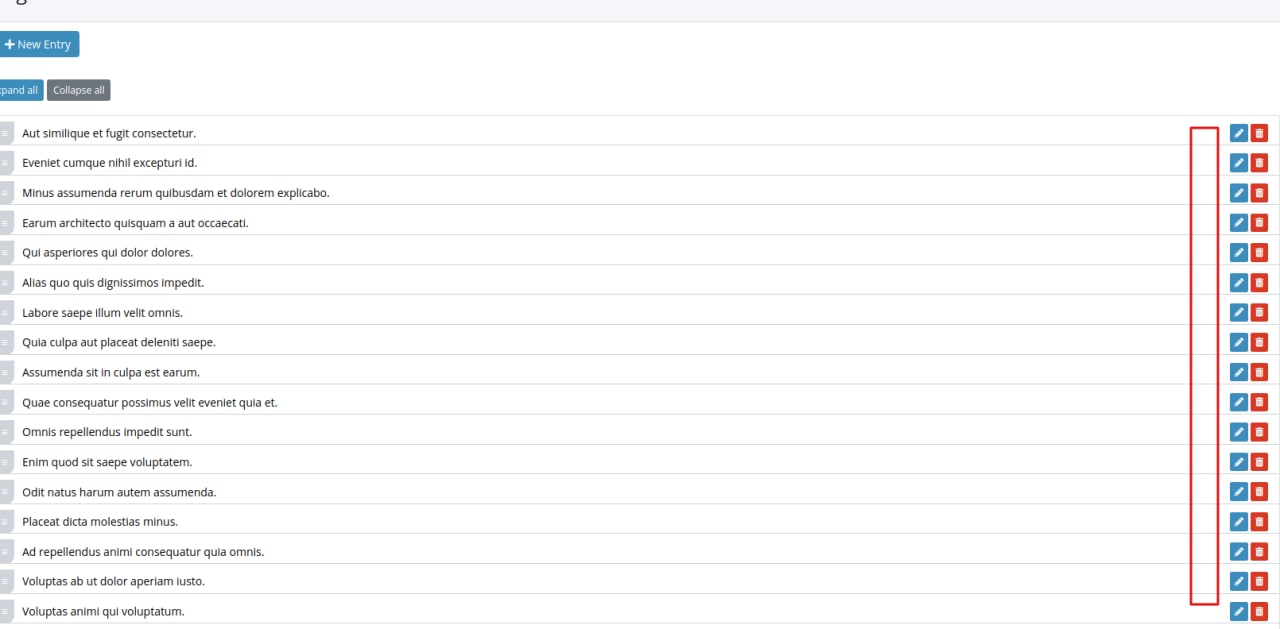 New Entry
pand all
Collapse all
Aut similique et fugit consectetur.
Eveniet cumque nihil excepturi id.
Minus assumenda rerum quibusdam et dolorem explicabo.
Earum architecto quisquam a aut occaecati.
Qui asperiores qui dolor dolores.
Alias quo quis dignissimos impedit.
Labore saepe illum velit omnis.
Quia culpa aut placeat deleniti saepe.
Assumenda sit in culpa est earum.
Quae consequatur possimus velit eveniet quia et.
Omnis repellendus impedit sunt.
Enim quod sit saepe voluptatem.
Odit natus harum autem assumenda.
Placeat dicta molestias minus.
Ad repellendus animi consequatur quia omnis.
Voluptas ab ut dolor aperiam iusto.
Voluptas animi qui voluptatum.